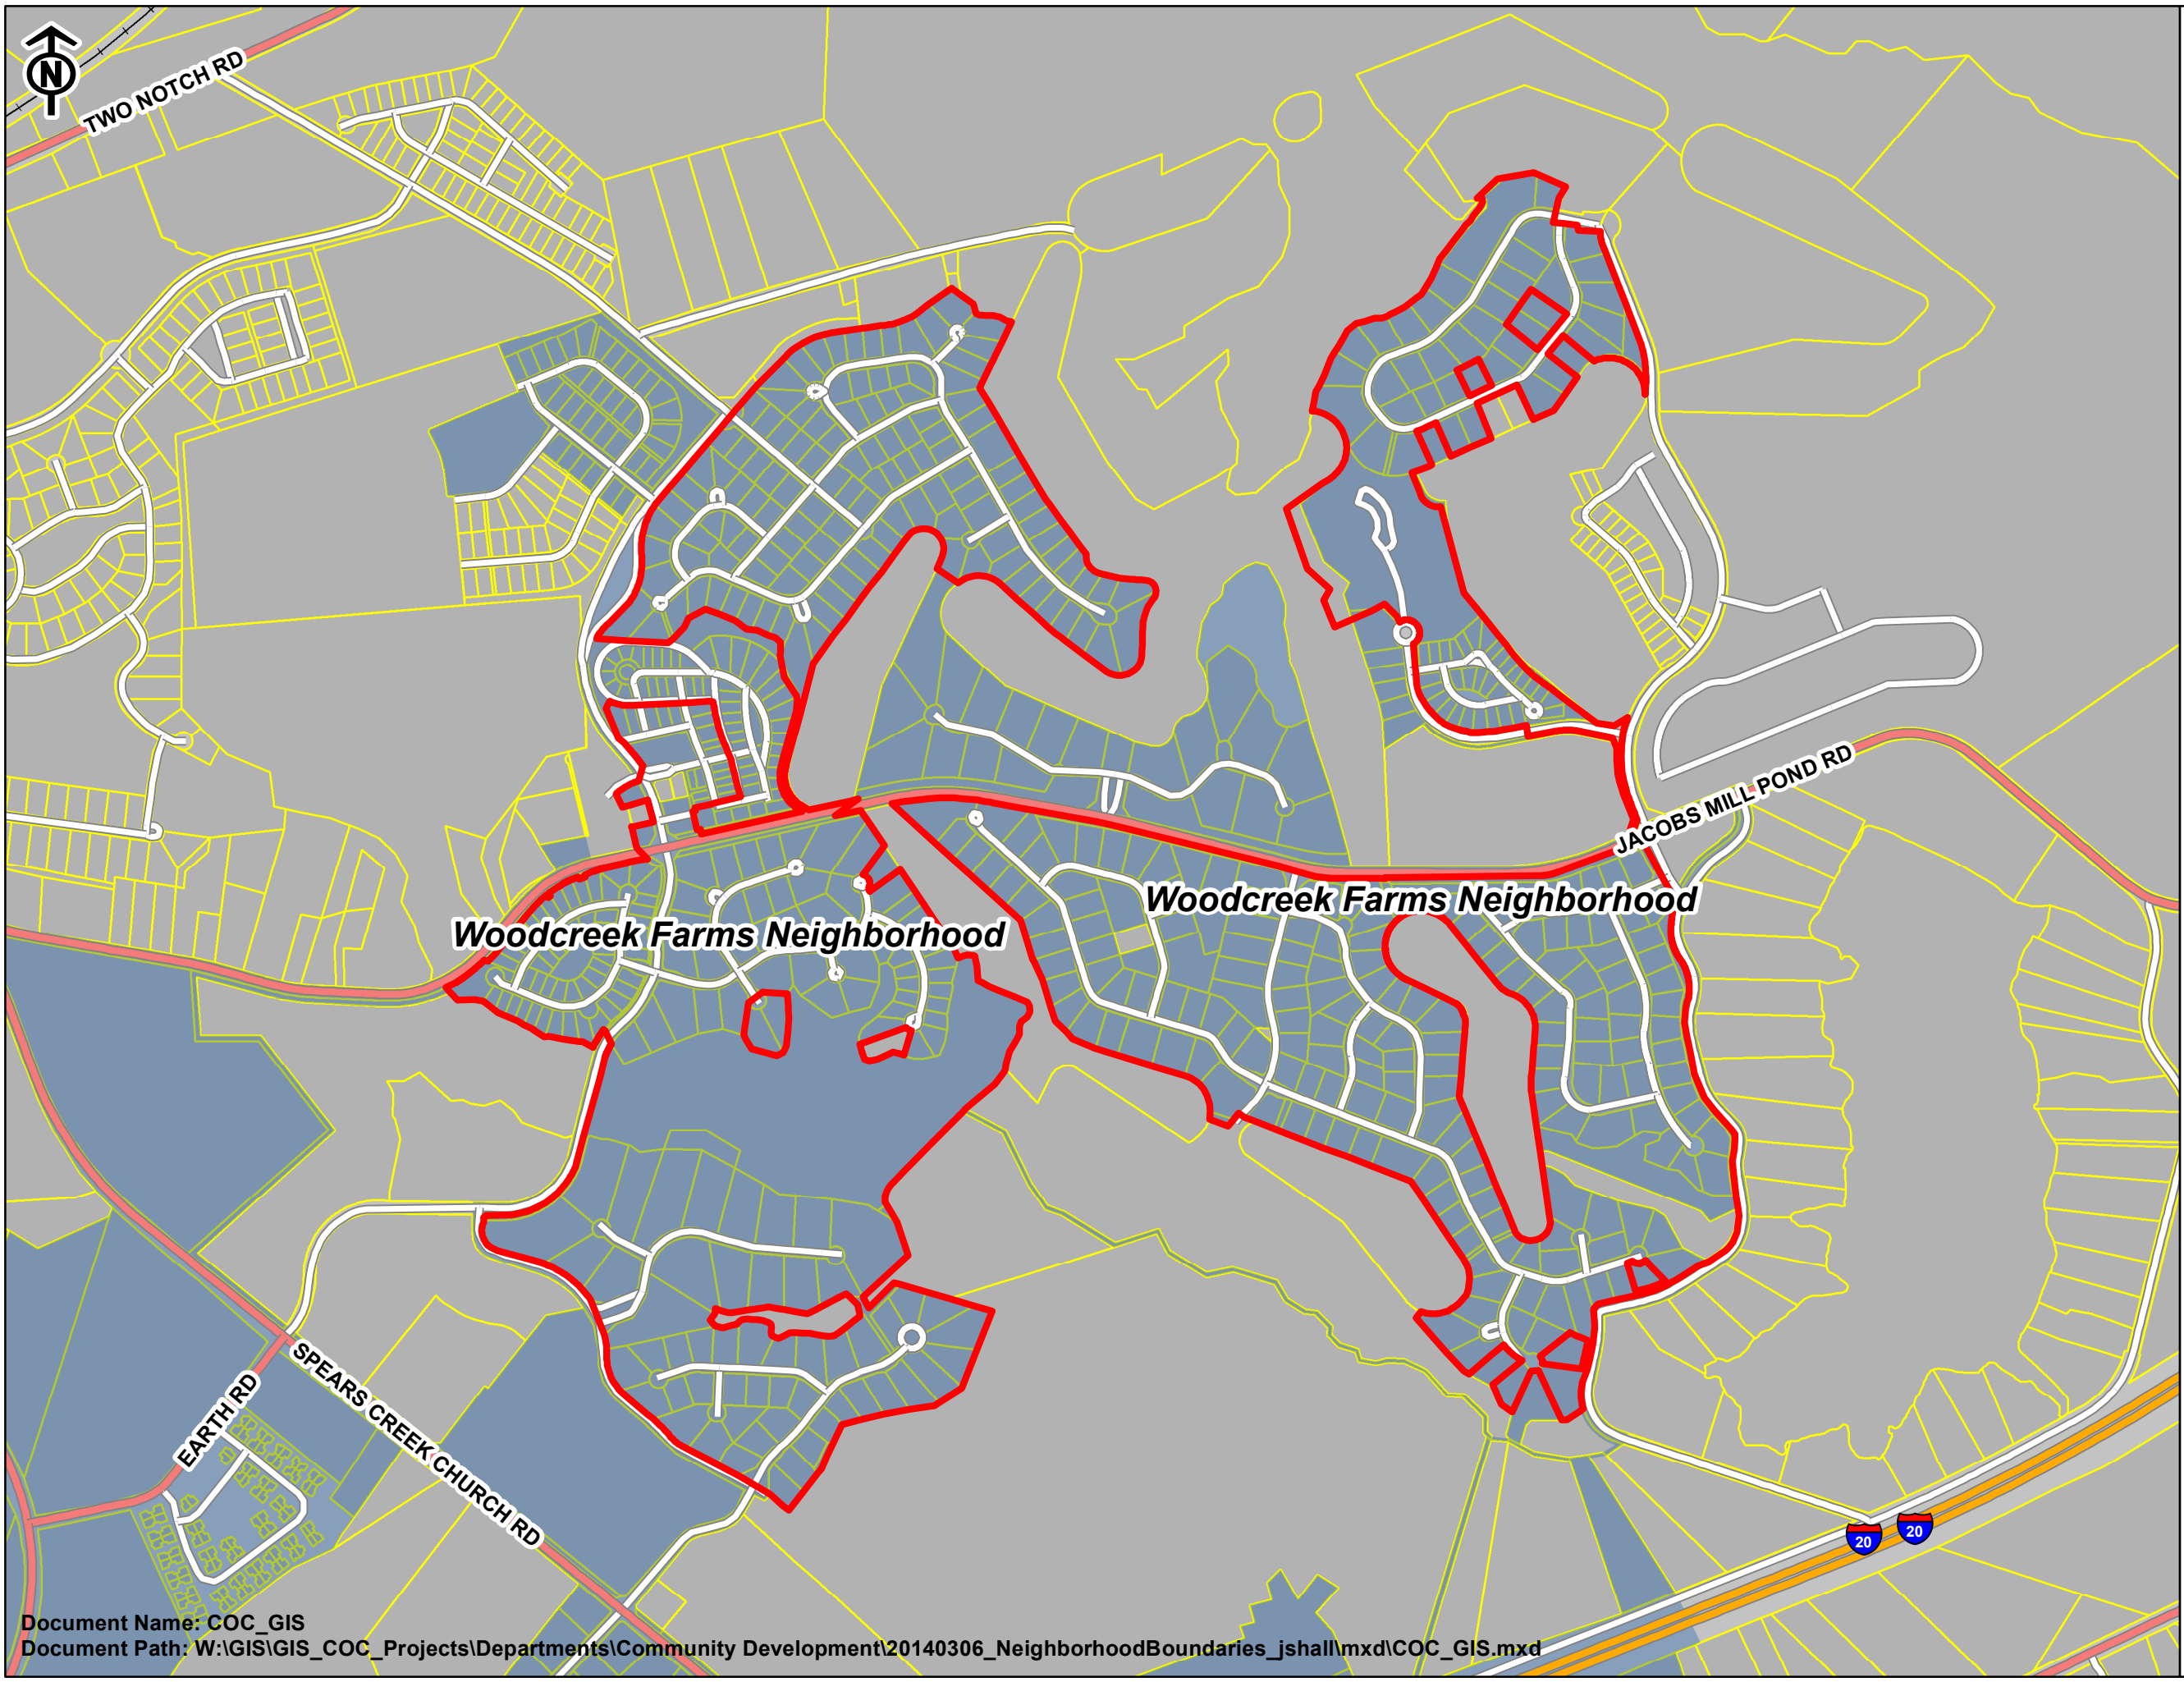 N
TWO NOTCH RD
JACOBS MILL POND RD
Woodcreek Farms Neighborhood
Woodcreek Farms Neighborhood
SPEARS CREEK CHURCH RD
EARTH RD
20
20
Document Name: COC_GIS
Document Path: W:\GIS\GIS_COC_Projects\Departments\Community Development\20140306_NeighborhoodBoundaries_jshall\mxd\COC_GIS.mxd